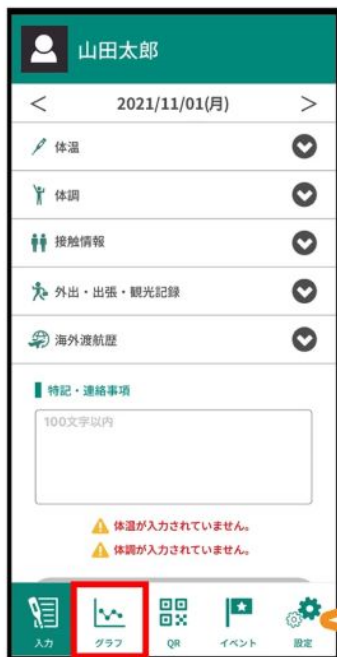 山田太郎
< 2021/11/01(月) >
体温
体調
接触情報
外出・出張・観光記録
海外渡航歴
特記・連絡事項
100文字以内
体温が入力されていません。
体調が入力されていません。
入力 グラフ QR イベント 設定